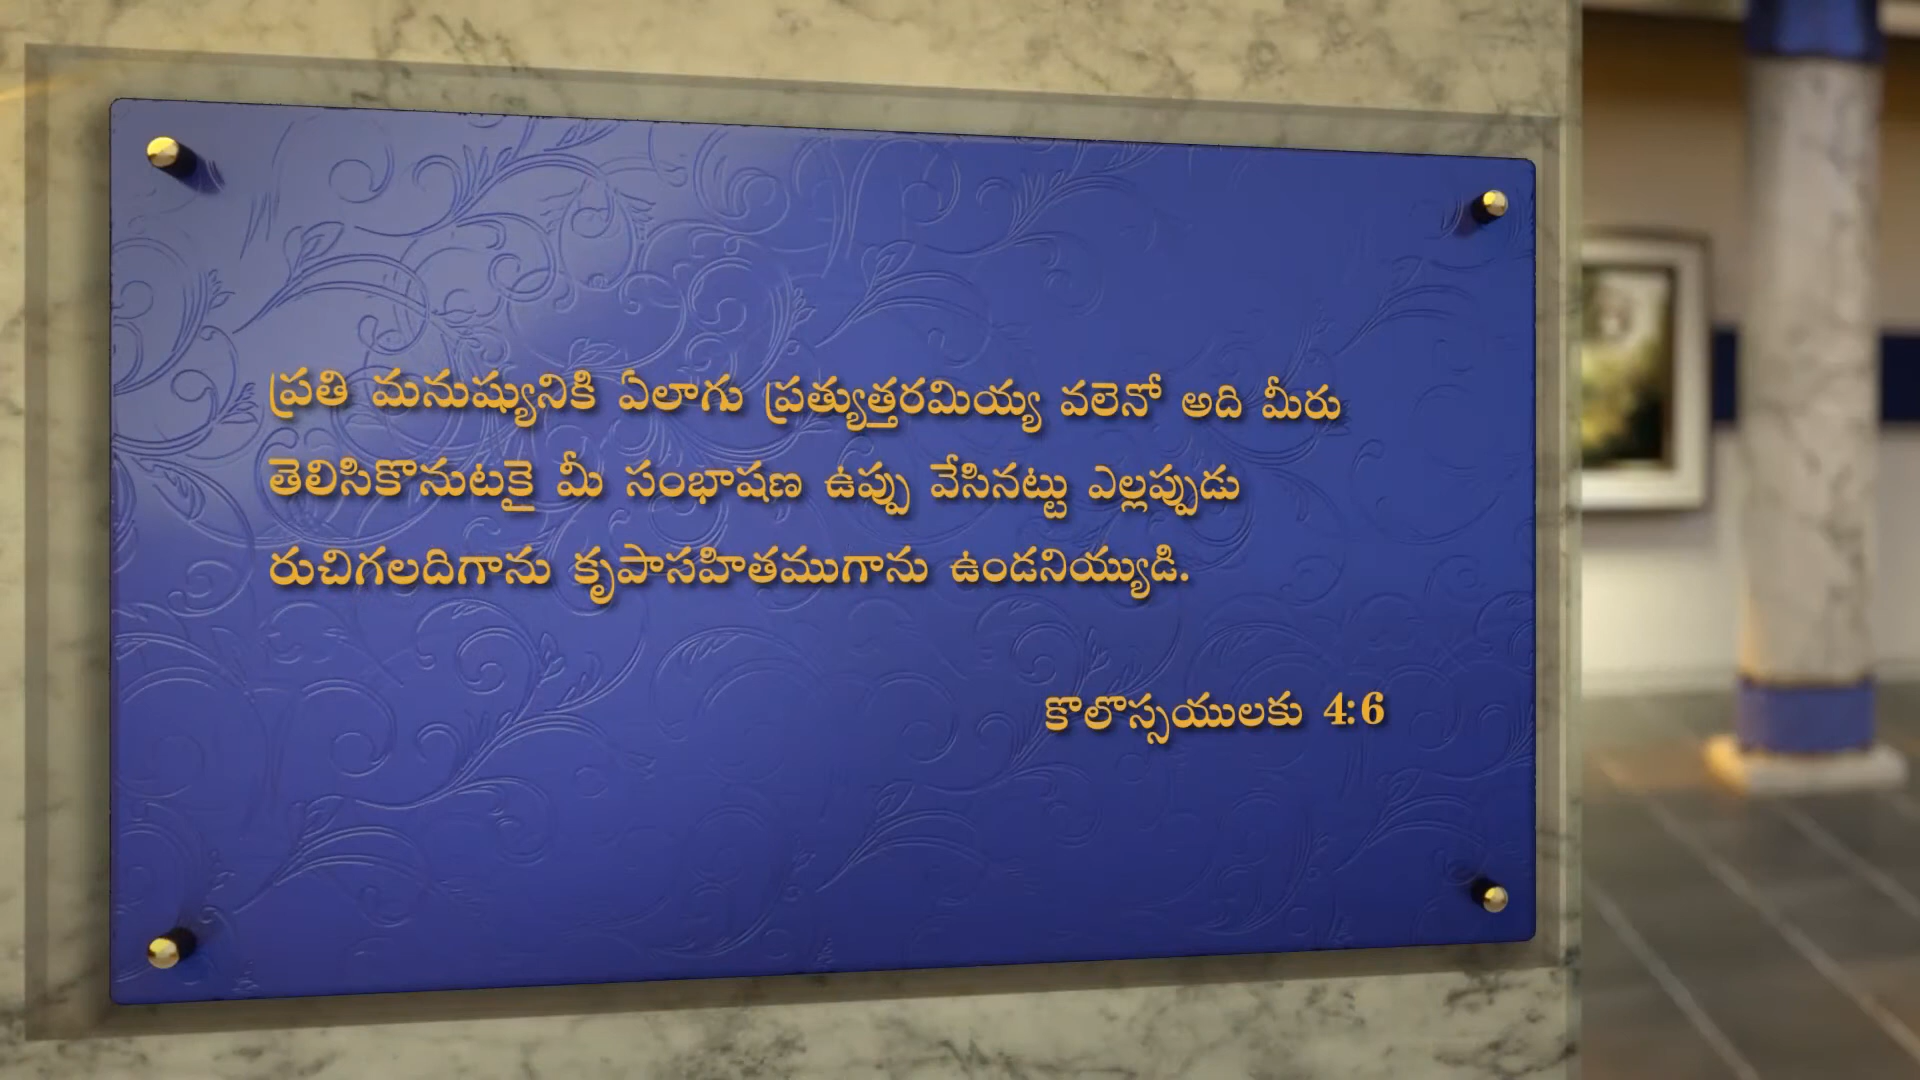 ప్రతి మనుష్యునికి ఏలాగు ప్రత్యుత్తరమియ్య వలెనో అది మీరు
తెలిసికొనుటకై మీ సంభాషణ ఉప్పు వేసినట్టు ఎల్లప్పుడు
రుచిగలదిగాను కృపాసహితముగాను ఉండనియ్యుడి.
కొలొస్సయులకు 4:6